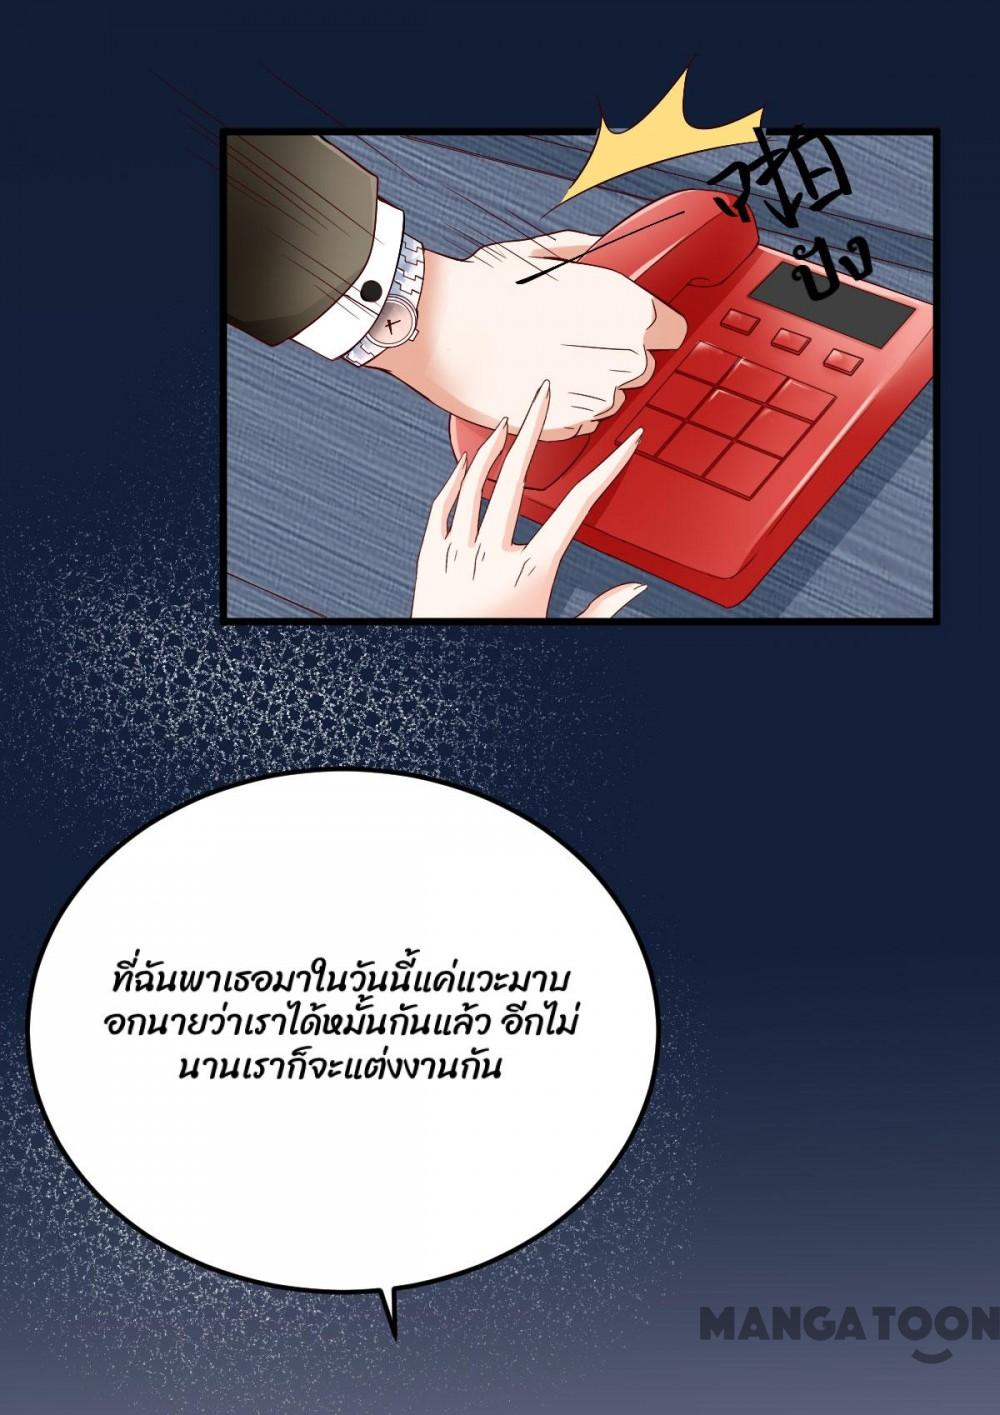 啪
ปัง
ที่ฉันพาเธอมาในวันนี้แค่แวะมาบ
อกนายว่าเราได้หมั้นกันแล้ว อีกไม่
นานเราก็จะแต่งงานกัน
MANGATOON